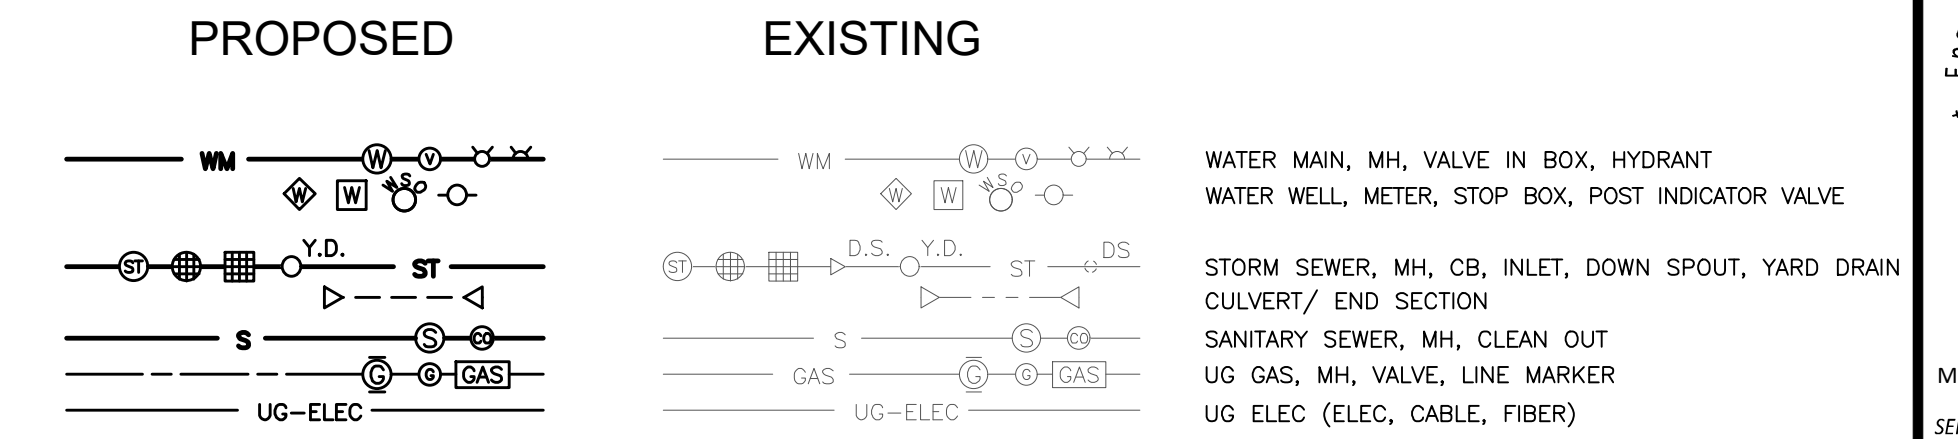 PROPOSED EXISTING
WM W V WM W V WATER MAIN, MH, VALVE IN BOX, HYDRANT
W W WSO W W WSO WATER WELL, METER, STOP BOX, POST INDICATOR VALVE
Y.D. D.S. Y.D. DS
ST ST ST ST STORM SEWER, MH, CB, INLET, DOWN SPOUT, YARD DRAIN
CULVERT/ END SECTION
S S CO S S CO SANITARY SEWER, MH, CLEAN OUT
G G GAS GAS G G GAS UG GAS, MH, VALVE, LINE MARKER
UG-ELEC UG-ELEC UG ELEC (ELEC, CABLE, FIBER)